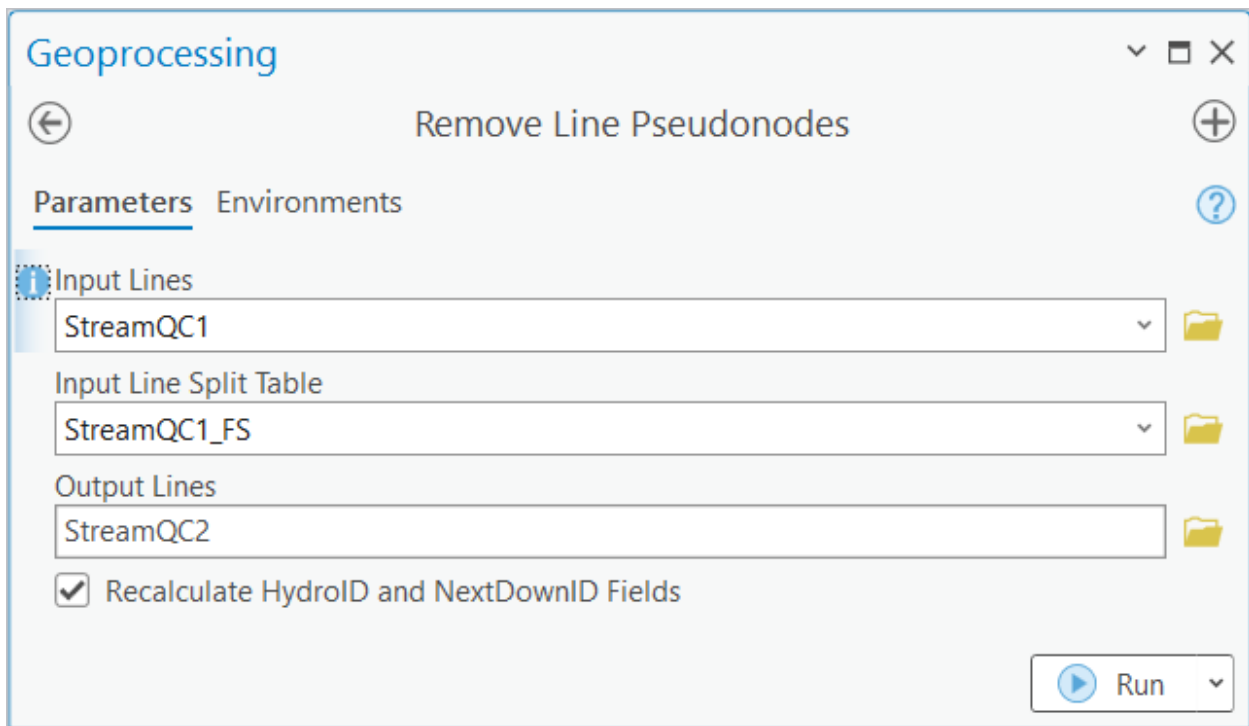 Geoprocessing
Remove Line Pseudonodes
Parameters Environments
Input Lines
StreamQC1
Input Line Split Table
StreamQC1_FS
Output Lines
StreamQC2
Recalculate HydroID and NextDownID Fields
Run